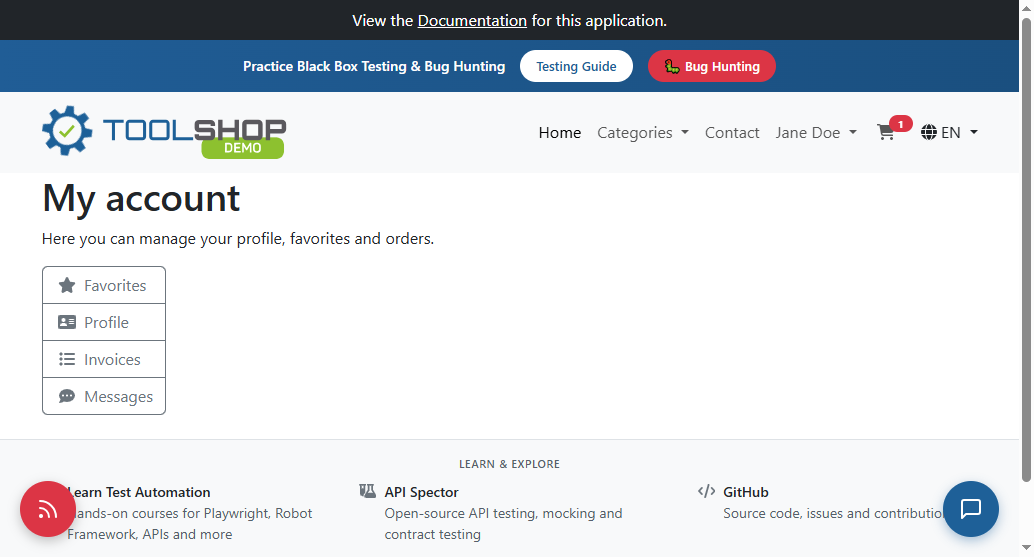 View the Documentation for this application.
Practice Black Box Testing & Bug Hunting
Testing Guide
Bug Hunting
TOOLSHOP
DEMO
Home
Categories
Contact
Jane Doe
1
EN
My account
Here you can manage your profile, favorites and orders.
Favorites
Profile
Invoices
Messages
LEARN & EXPLORE
Learn Test Automation
Hands-on courses for Playwright, Robot
Framework, APIs and more
API Spector
Open-source API testing, mocking and
contract testing
GitHub
Source code, issues and